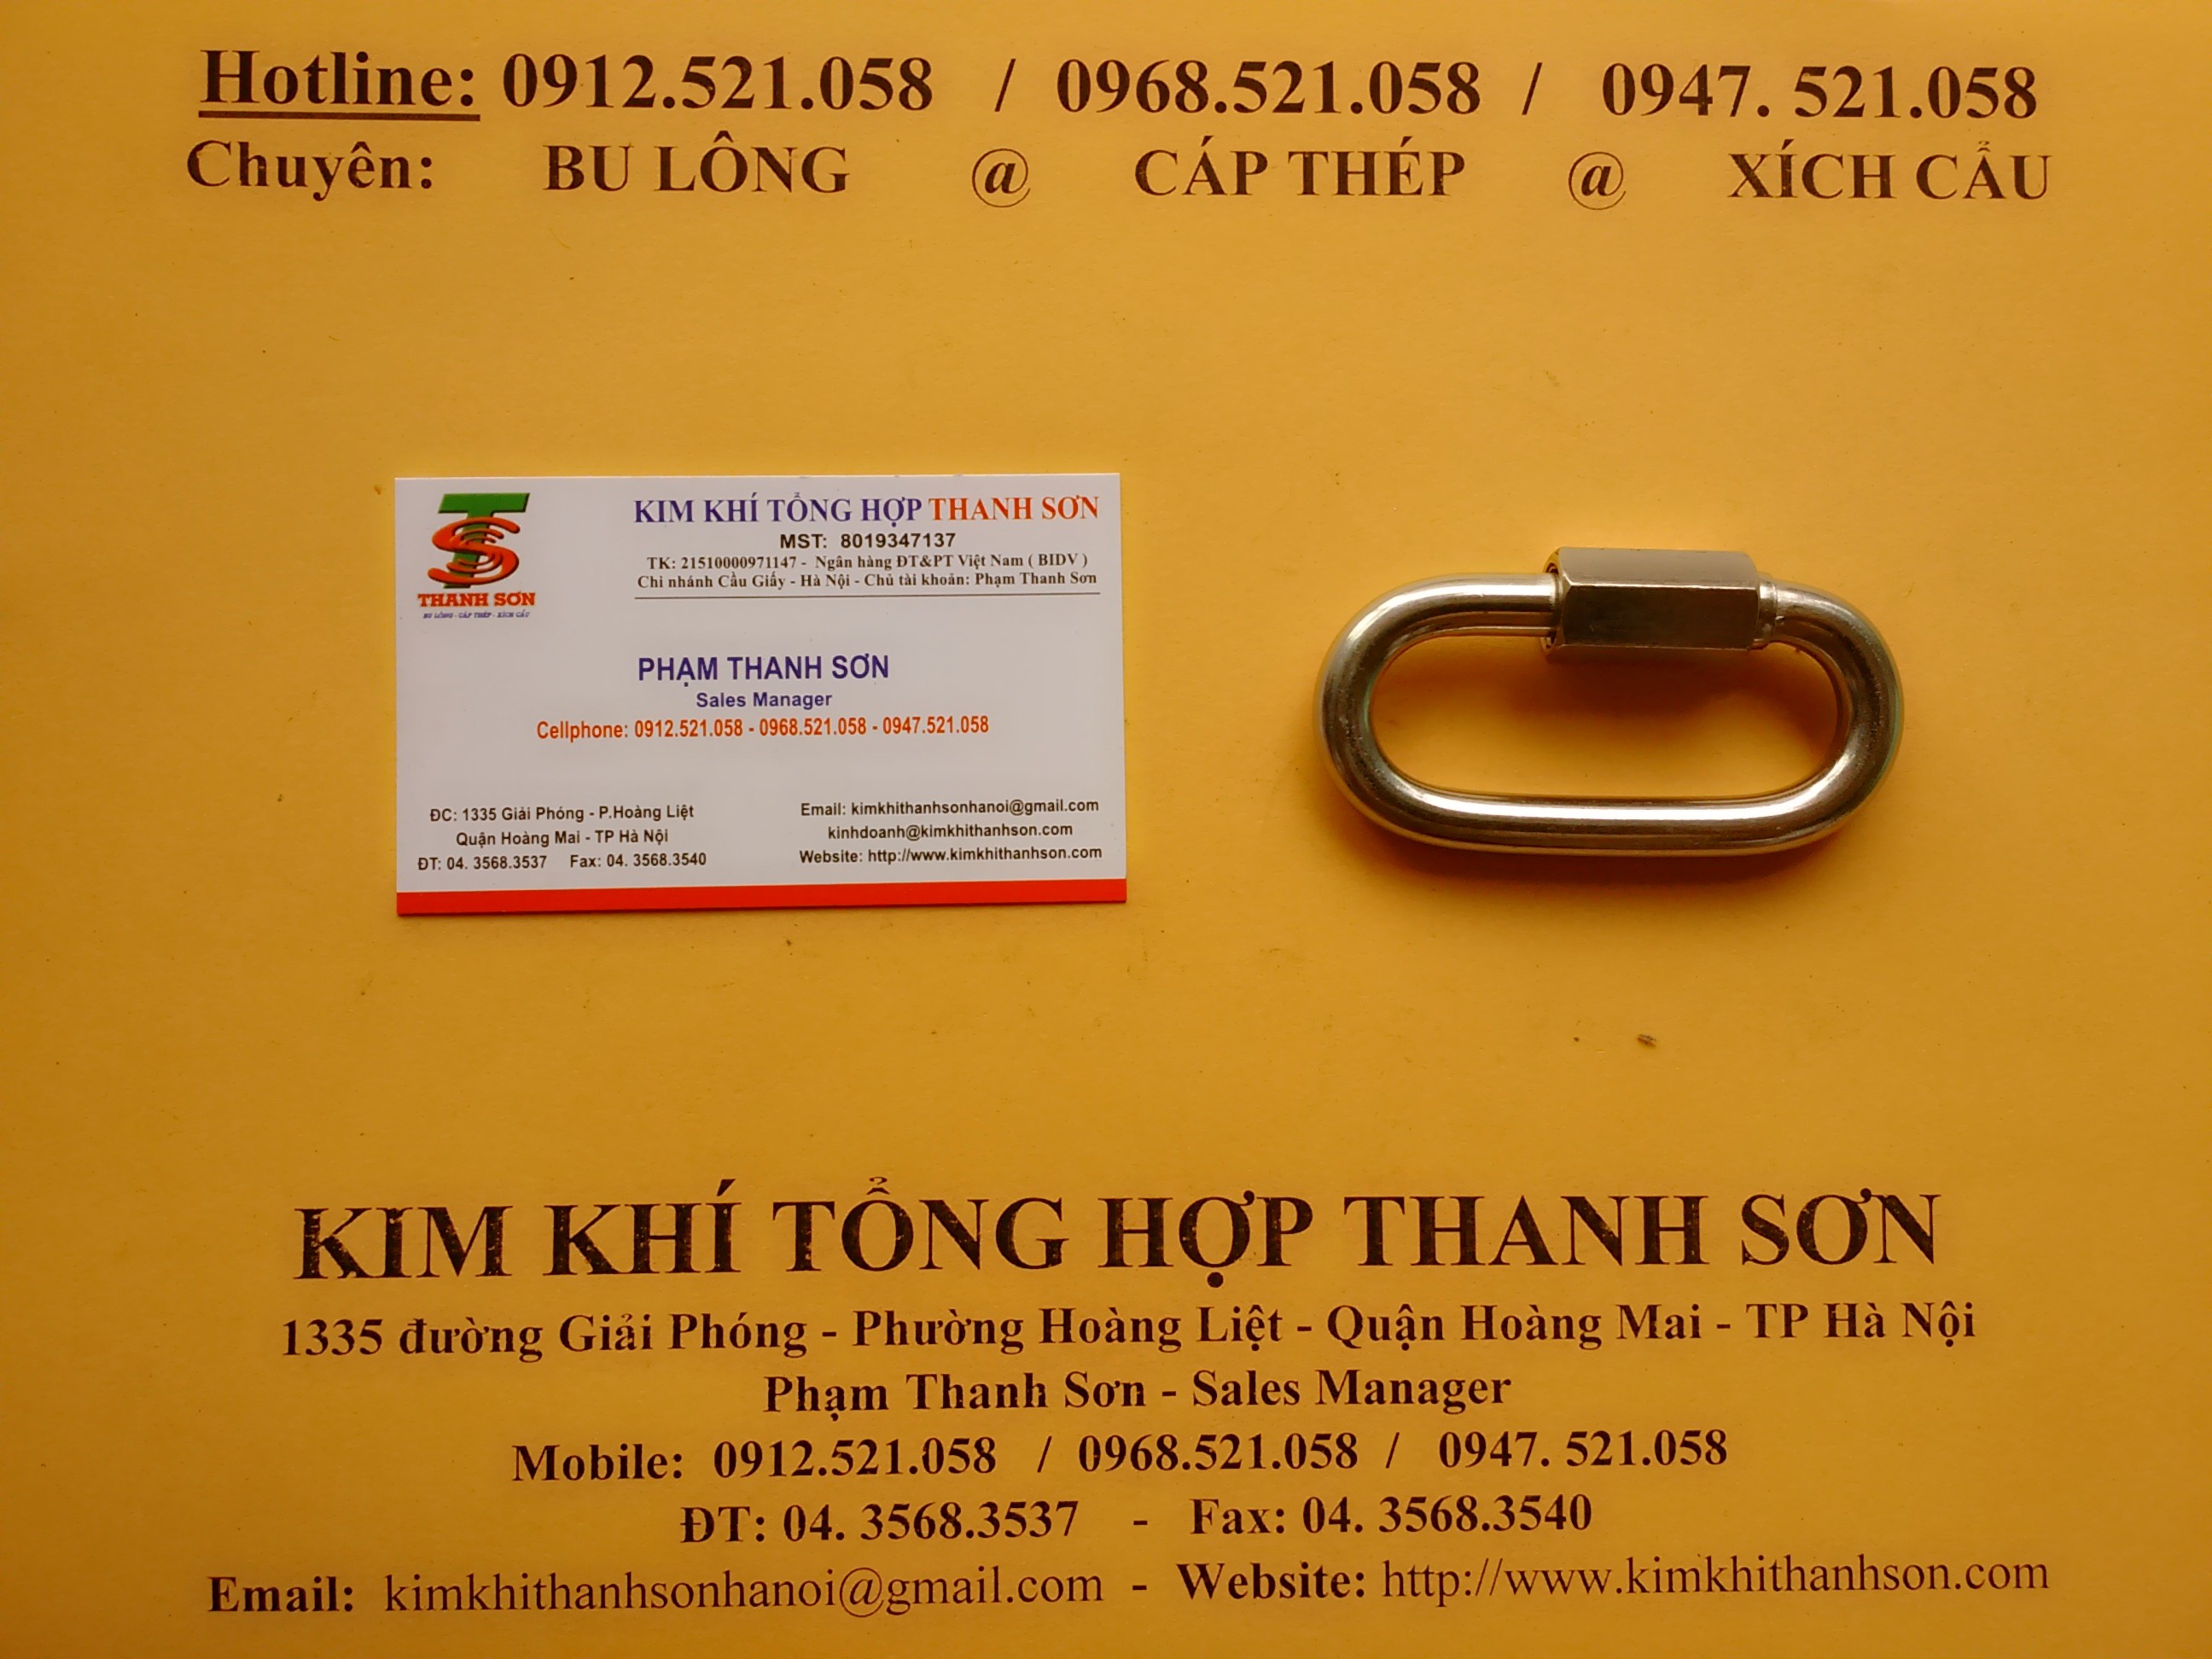 Hotline: 0912.521.058 / 0968.521.058 / 0947. 521.058
Chuyên: BU LÔNG @ CÁP THÉP @ XÍCH CẨU
TS
THANH SƠN
BU LÔNG - CÁP THÉP - XÍCH CẨU
KIM KHÍ TỔNG HỢP THANH SƠN
MST: 8019347137
TK: 21510000971147 - Ngân hàng ĐT&PT Việt Nam ( BIDV )
Chi nhánh Cầu Giấy - Hà Nội - Chủ tài khoản: Phạm Thanh Sơn
PHẠM THANH SƠN
Sales Manager
Cellphone: 0912.521.058 - 0968.521.058 - 0947.521.058
ĐC: 1335 Giải Phóng - P.Hoàng Liệt
Quận Hoàng Mai - TP Hà Nội
ĐT: 04. 3568.3537 Fax: 04. 3568.3540
Email: kimkhithanhsonhanoi@gmail.com
kinhdoanh@kimkhithanhson.com
Website: http://www.kimkhithanhson.com
KIM KHÍ TỔNG HỢP THANH SƠN
1335 đường Giải Phóng - Phường Hoàng Liệt - Quận Hoàng Mai - TP Hà Nội
Phạm Thanh Sơn - Sales Manager
Mobile: 0912.521.058 / 0968.521.058 / 0947. 521.058
ĐT: 04. 3568.3537 - Fax: 04. 3568.3540
Email: kimkhithanhsonhanoi@gmail.com - Website: http://www.kimkhithanhson.com